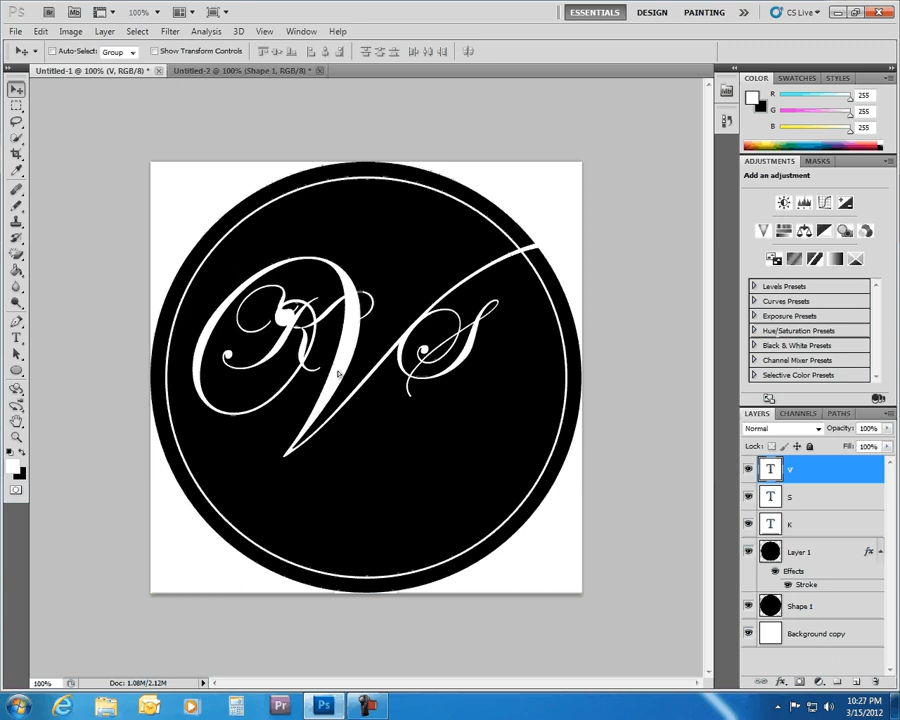 Ps Br Mb 100% ESSENTIALS DESIGN PAINTING CS Live
File Edit Image Layer Select Filter Analysis 3D View Window Help
Auto-Select: Group Show Transform Controls
Untitled-1 @ 100% (V, RGB/8) * Untitled-2 @ 100% (Shape 1, RGB/8) *
COLOR SWATCHES STYLES
R 255
G 255
B 255
ADJUSTMENTS MASKS
Add an adjustment
Levels Presets
Curves Presets
Exposure Presets
Hue/Saturation Presets
Black & White Presets
Channel Mixer Presets
Selective Color Presets
K V S
LAYERS CHANNELS PATHS
Normal Opacity: 100%
Lock: Fill: 100%
T V
T S
T K
Layer 1 fx
Effects
Stroke
Shape 1
Background copy
100% Doc: 1.08M/2.12M
Pr Ps
10:27 PM
3/15/2012